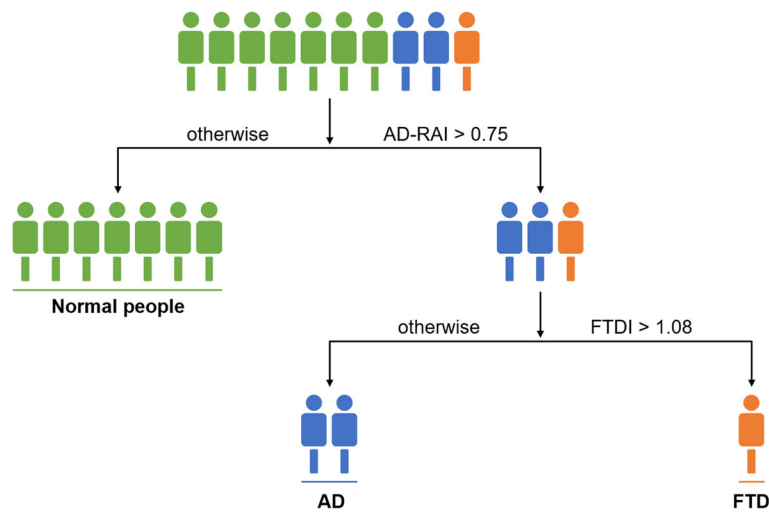 otherwise
AD-RAI > 0.75
Normal people
otherwise
FTDI > 1.08
AD
FTD